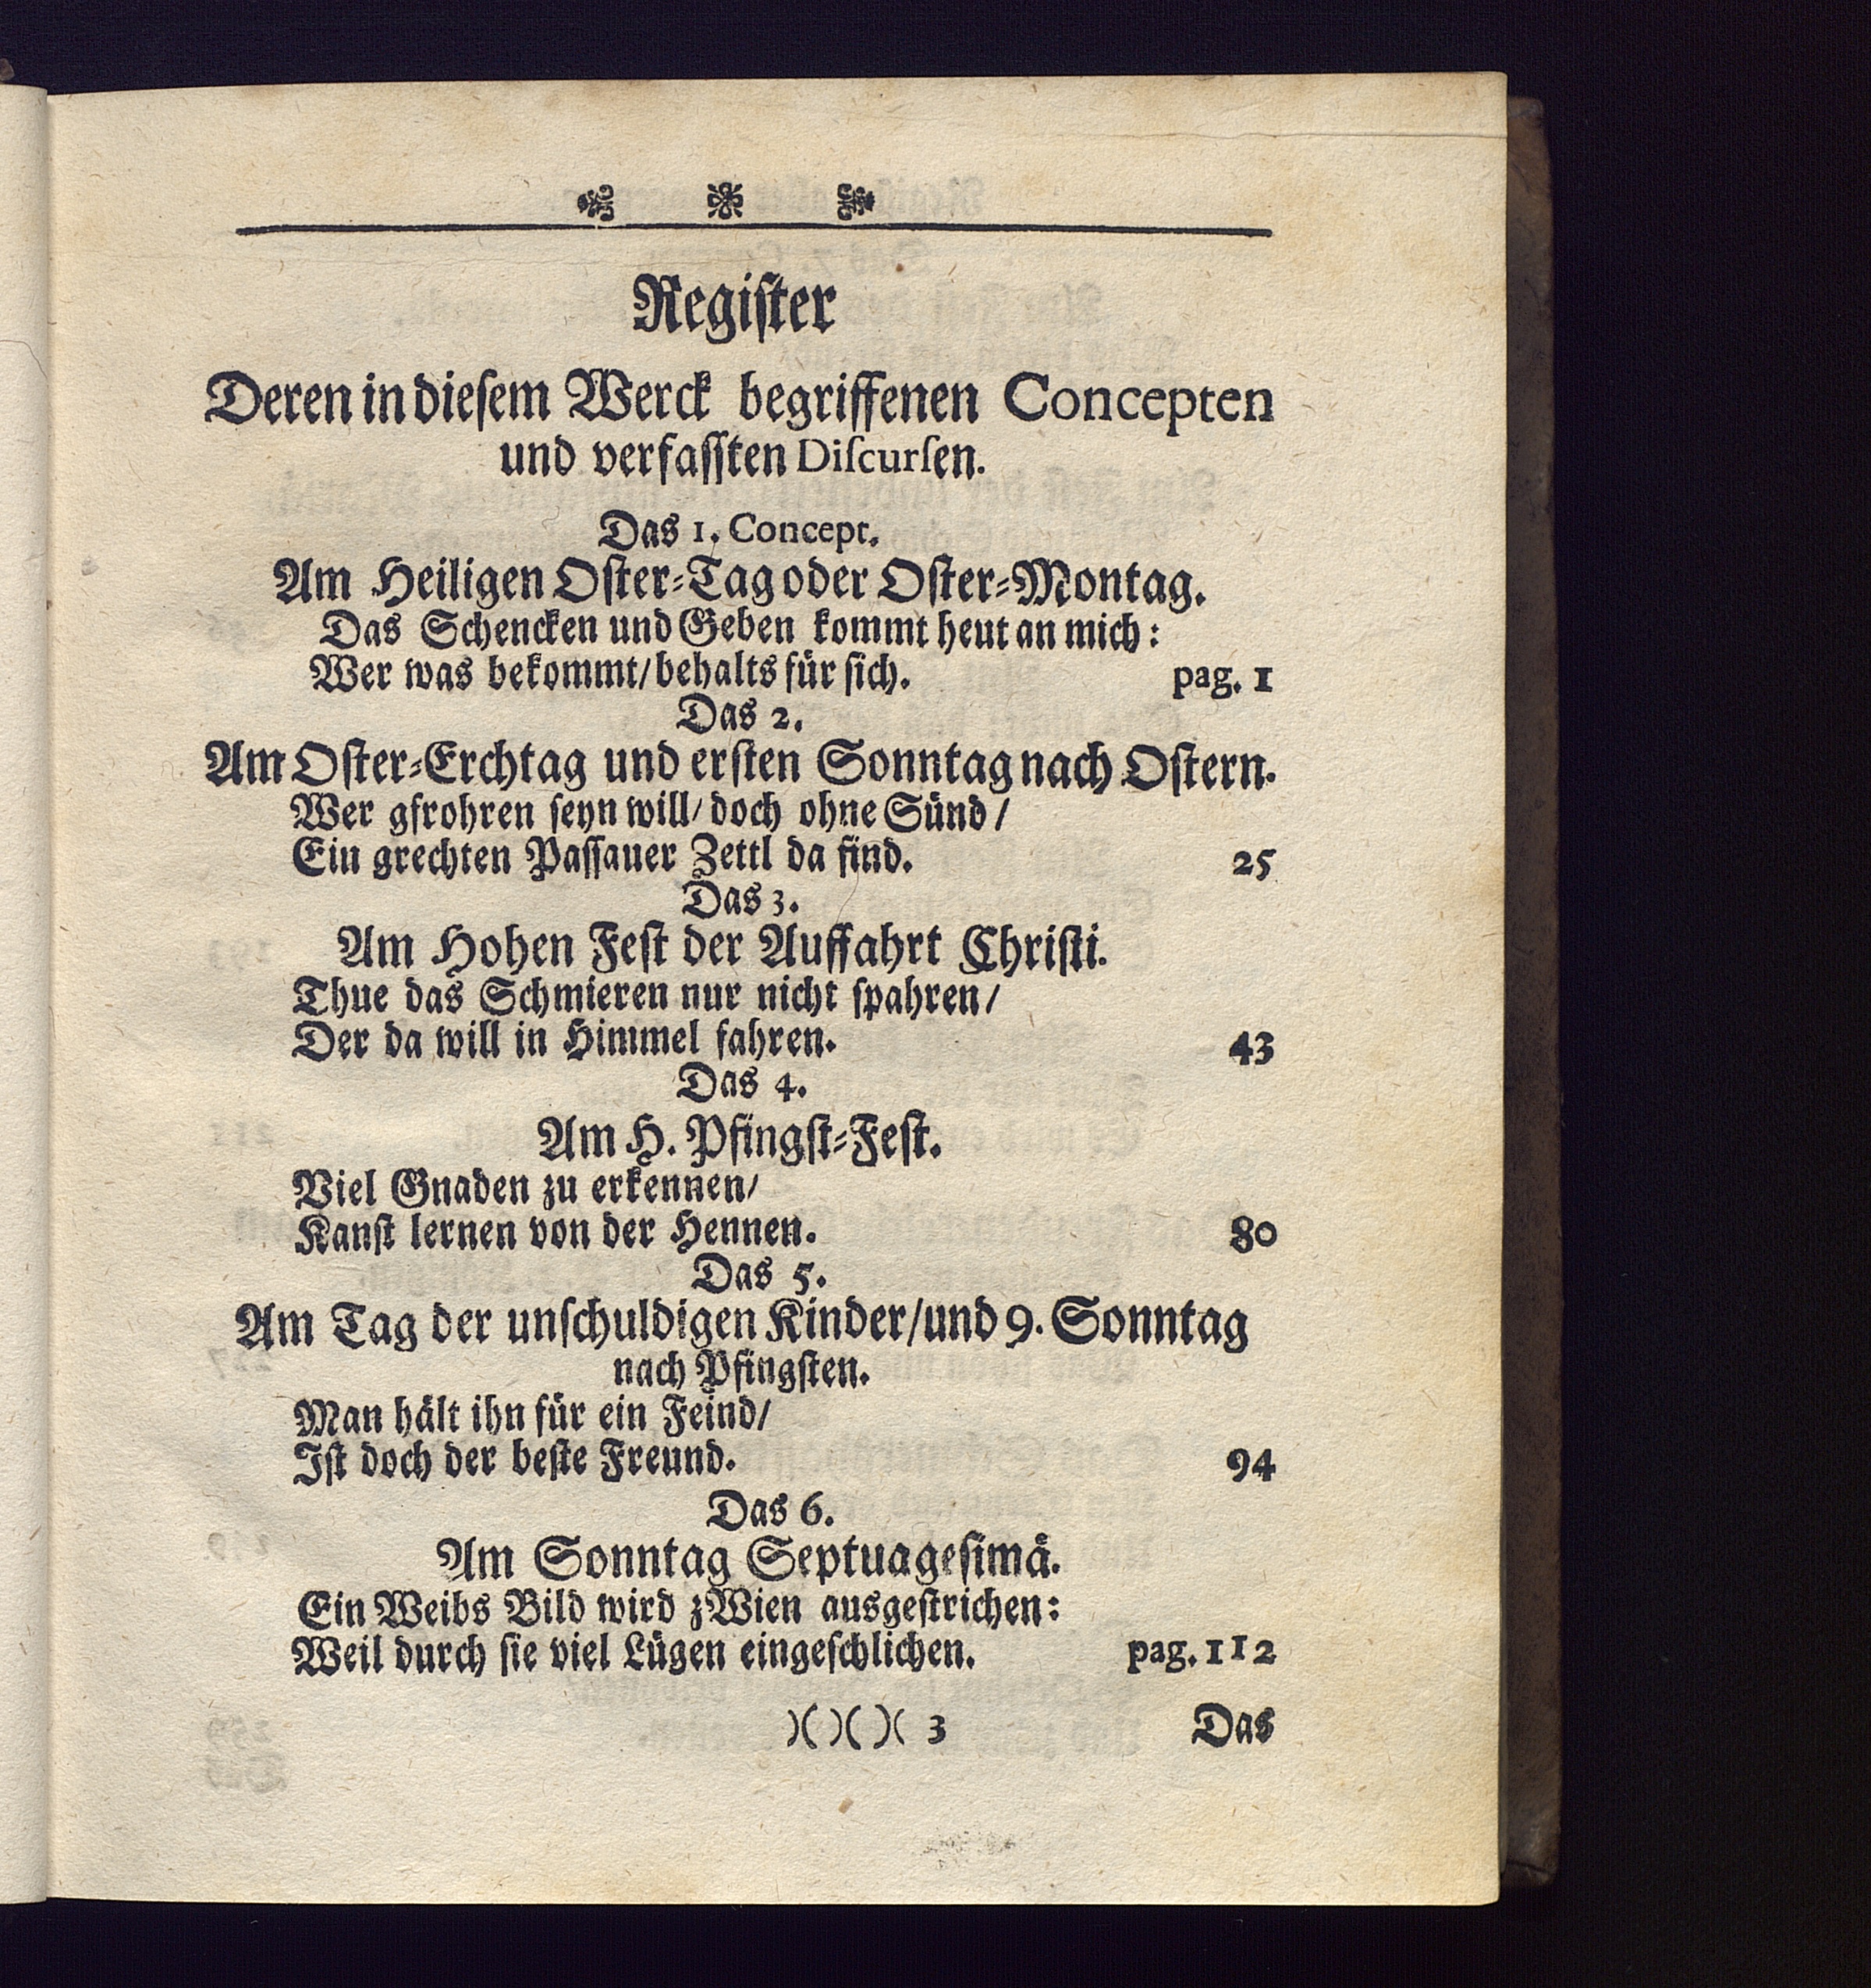 Register
Deren in diesem Werck begriffenen Concepten
und verfassten Discursen.
Das 1. Concept.
Am Heiligen Oster-Tag oder Oster-Montag.
Das Schencken und Geben kommt heut an mich:
Wer was bekommt/ behalts für sich. pag. 1
Das 2.
Am Oster-Erchtag und ersten Sonntag nach Ostern.
Wer gfrohren seyn will/ doch ohne Sünd/
Ein grechten Passauer Zettl da find. 25
Das 3.
Am Hohen Fest der Auffahrt Christi.
Thue das Schmieren nur nicht spahren/
Der da will in Himmel fahren. 43
Das 4.
Am H. Pfingst-Fest.
Viel Gnaden zu erkennen/
Kanst lernen von der Hennen. 80
Das 5.
Am Tag der unschuldigen Kinder/und 9. Sonntag
nach Pfingsten.
Man hält ihn für ein Feind/
Ist doch der beste Freund. 94
Das 6.
Am Sonntag Septuagesimä.
Ein Weibs Bild wird zWien ausgestrichen:
Weil durch sie viel Lügen eingeschlichen. pag. 112
)( )( )( 3 Das